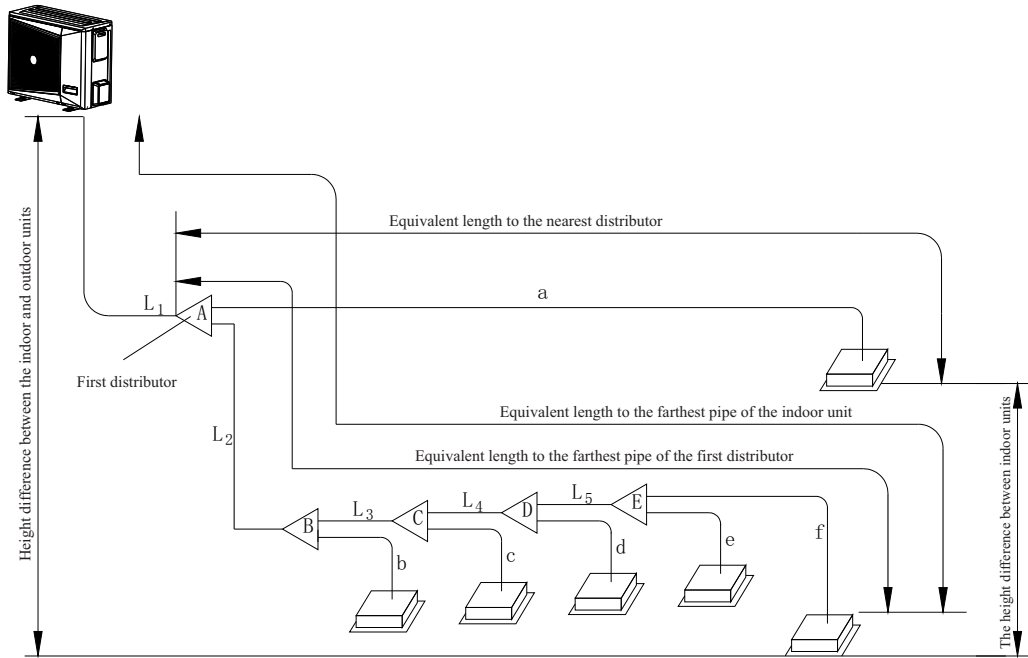 Equivalent length to the nearest distributor
a
L1
A
First distributor
Height difference between the indoor and outdoor units
Equivalent length to the farthest pipe of the indoor unit
L2
Equivalent length to the farthest pipe of the first distributor
The height difference between indoor units
L3
L4
L5
B
C
D
E
f
b
c
d
e